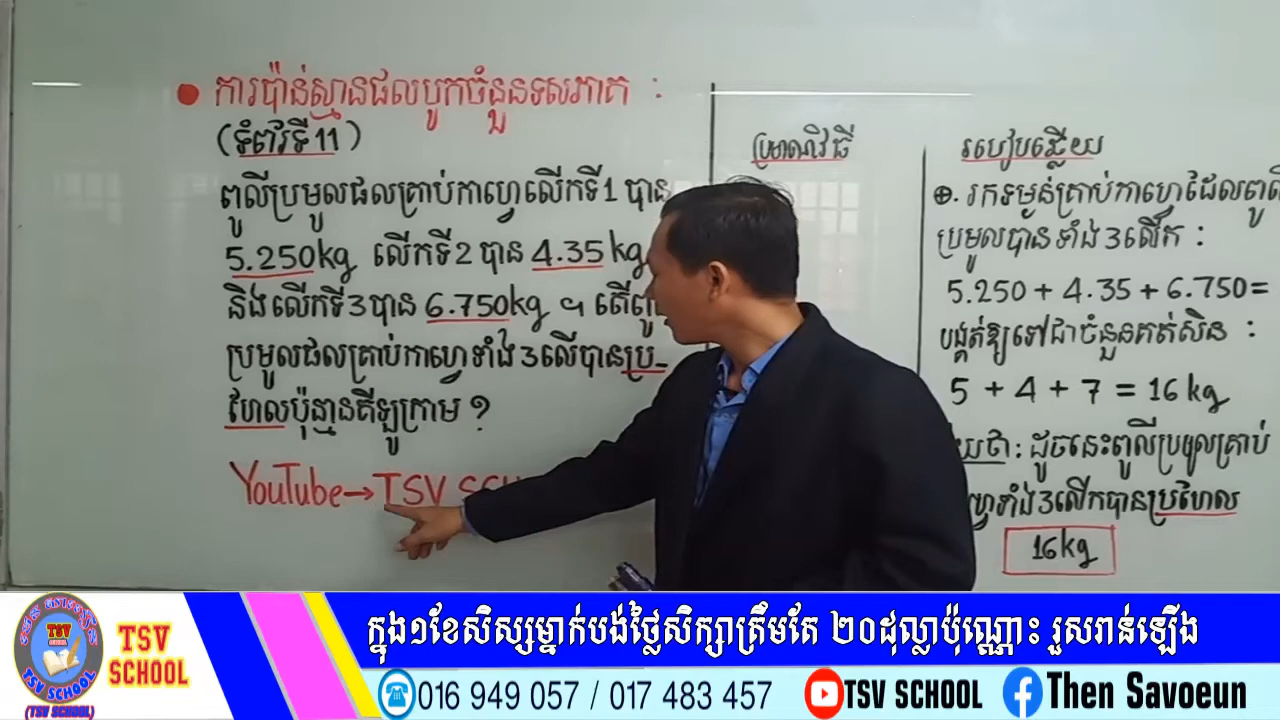 • ការប៉ាន់ស្មានផលបូកចំនួនទសភាគ :
(ទំព័រទី 11)
ពូលីប្រមូលផលគ្រាប់កាហ្វេលើកទី1 បាន
5.250kg លើកទី2 បាន 4.35 kg
និង លើកទី3 បាន 6.750kg ។ តើពូ
ប្រមូលផលគ្រាប់កាហ្វេទាំង 3លើបានប្រ-
ហែលប៉ុន្មានគីឡូក្រាម ?
YouTube→ TSV
ប្រមាណវិធី
របៀបដ្លើយ
⊕. រកទម្ងន់គ្រាប់កាហ្វេដែលពូលី
ប្រមូលបានទាំង 3លើក :
5.250 + 4.35 + 6.750 =
បង្គត់ឱ្យទៅជាចំនួនគត់សិន :
5 + 4 + 7 = 16 kg
យថា : ដូចនេះពូលីប្រមូលគ្រាប់
ហ្វេទាំង 3លើកបានប្រហែល
16kg
TSV
SCHOOL
TSV SCHOOL
(TSV SCHOOL)
TSV
SCHOOL
ក្នុង១ខែសិស្សម្នាក់បង់ថ្លៃសិក្សាត្រឹមតែ ២០ដុល្លាប៉ុណ្ណោះ រួសរាន់ឡើង
016 949 057 / 017 483 457
TSV SCHOOL
Then Savoeun